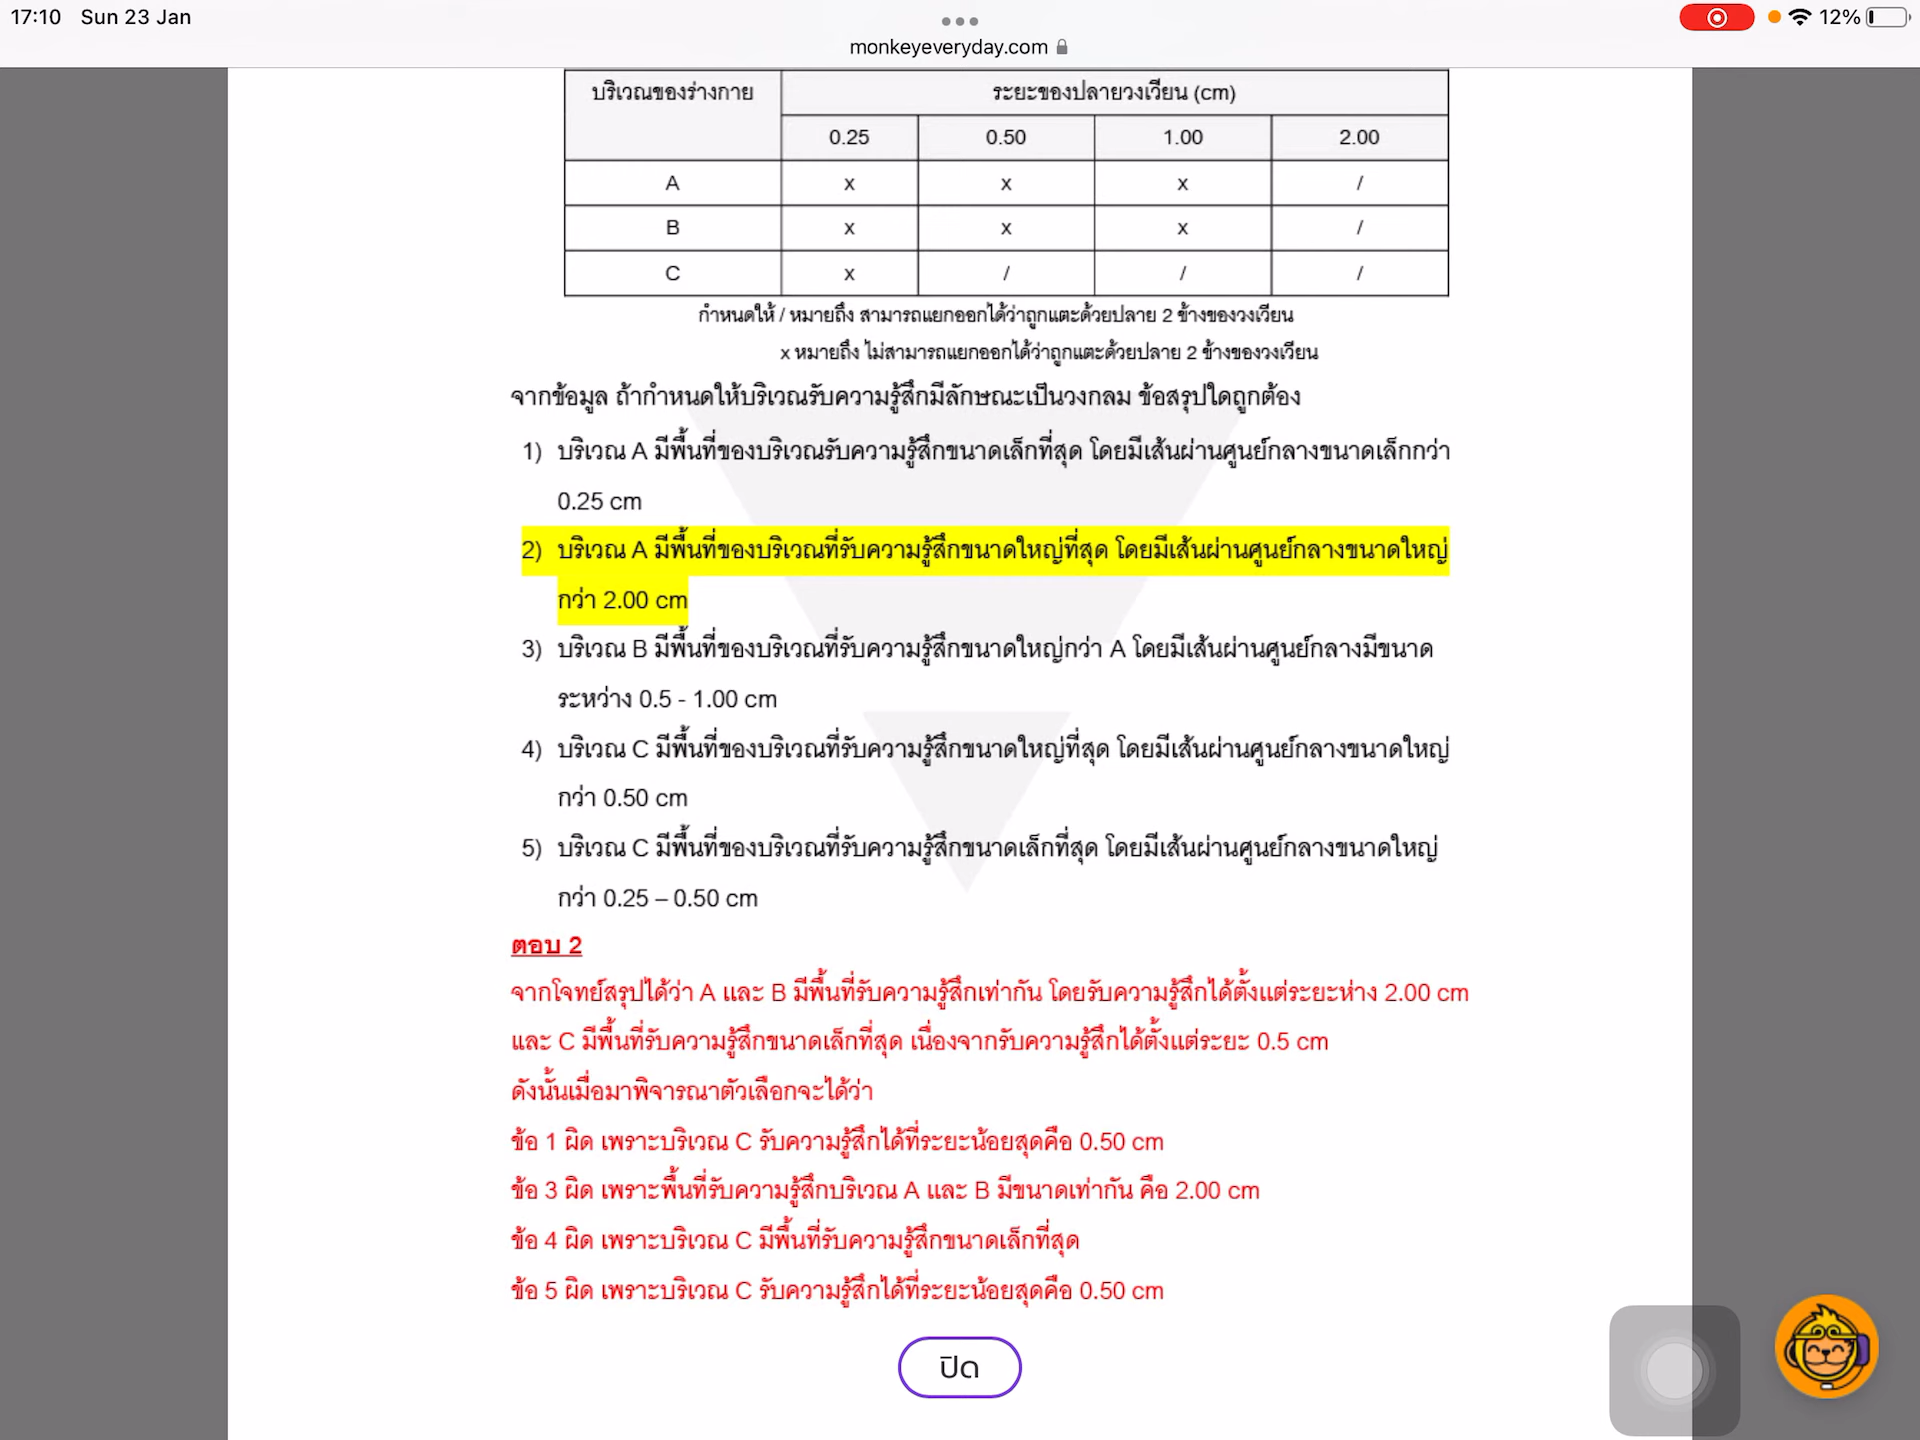 17:10 Sun 23 Jan
12%
monkeyeveryday.com
บริเวณของร่างกาย ระยะของปลายวงเวียน (cm)
0.25 0.50 1.00 2.00
A x x x /
B x x x /
C x / / /
กำหนดให้ / หมายถึง สามารถแยกออกได้ว่าถูกแตะด้วยปลาย 2 ข้างของวงเวียน
x หมายถึง ไม่สามารถแยกออกได้ว่าถูกแตะด้วยปลาย 2 ข้างของวงเวียน
จากข้อมูล ถ้ากำหนดให้บริเวณรับความรู้สึกมีลักษณะเป็นวงกลม ข้อสรุปใดถูกต้อง
1) บริเวณ A มีพื้นที่ของบริเวณรับความรู้สึกขนาดเล็กที่สุด โดยมีเส้นผ่านศูนย์กลางขนาดเล็กกว่า
0.25 cm
2) บริเวณ A มีพื้นที่ของบริเวณที่รับความรู้สึกขนาดใหญ่ที่สุด โดยมีเส้นผ่านศูนย์กลางขนาดใหญ่
กว่า 2.00 cm
3) บริเวณ B มีพื้นที่ของบริเวณที่รับความรู้สึกขนาดใหญ่กว่า A โดยมีเส้นผ่านศูนย์กลางมีขนาด
ระหว่าง 0.5 - 1.00 cm
4) บริเวณ C มีพื้นที่ของบริเวณที่รับความรู้สึกขนาดใหญ่ที่สุด โดยมีเส้นผ่านศูนย์กลางขนาดใหญ่
กว่า 0.50 cm
5) บริเวณ C มีพื้นที่ของบริเวณที่รับความรู้สึกขนาดเล็กที่สุด โดยมีเส้นผ่านศูนย์กลางขนาดใหญ่
กว่า 0.25 – 0.50 cm
ตอบ 2
จากโจทย์สรุปได้ว่า A และ B มีพื้นที่รับความรู้สึกเท่ากัน โดยรับความรู้สึกได้ตั้งแต่ระยะห่าง 2.00 cm
และ C มีพื้นที่รับความรู้สึกขนาดเล็กที่สุด เนื่องจากรับความรู้สึกได้ตั้งแต่ระยะ 0.5 cm
ดังนั้นเมื่อมาพิจารณาตัวเลือกจะได้ว่า
ข้อ 1 ผิด เพราะบริเวณ C รับความรู้สึกได้ที่ระยะน้อยสุดคือ 0.50 cm
ข้อ 3 ผิด เพราะพื้นที่รับความรู้สึกบริเวณ A และ B มีขนาดเท่ากัน คือ 2.00 cm
ข้อ 4 ผิด เพราะบริเวณ C มีพื้นที่รับความรู้สึกขนาดเล็กที่สุด
ข้อ 5 ผิด เพราะบริเวณ C รับความรู้สึกได้ที่ระยะน้อยสุดคือ 0.50 cm
ปิด